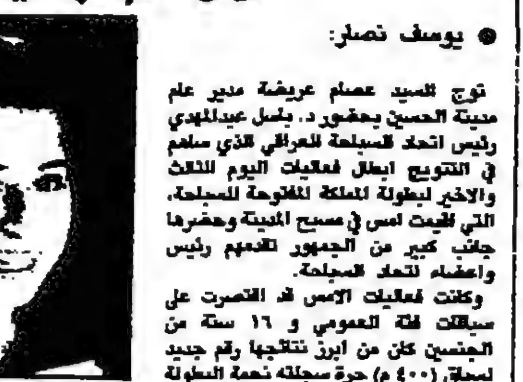 ● يوسف نصار:
توج السيد عصام عريضة مدير عام
مدينة الحسين بحضور د. باسل عبدالمهدي
رئيس اتحاد السباحة العراقي الذي ساهم
في التتويج ابطال فعاليات اليوم الثالث
والاخير لبطولة المملكة المفتوحة للسباحة،
التي اقيمت امس في مسبح المدينة وحضرها
جانب كبير من الجمهور تقدمهم رئيس
واعضاء اتحاد السباحة.
وكانت فعاليات الامس قد اقتصرت على
سباقات فئة العمومي و ١٦ سنة من
الجنسين كان من ابرز نتائجها رقم جديد
لسباق (٤٠٠ م) حرة سجلته نجمة البطولة